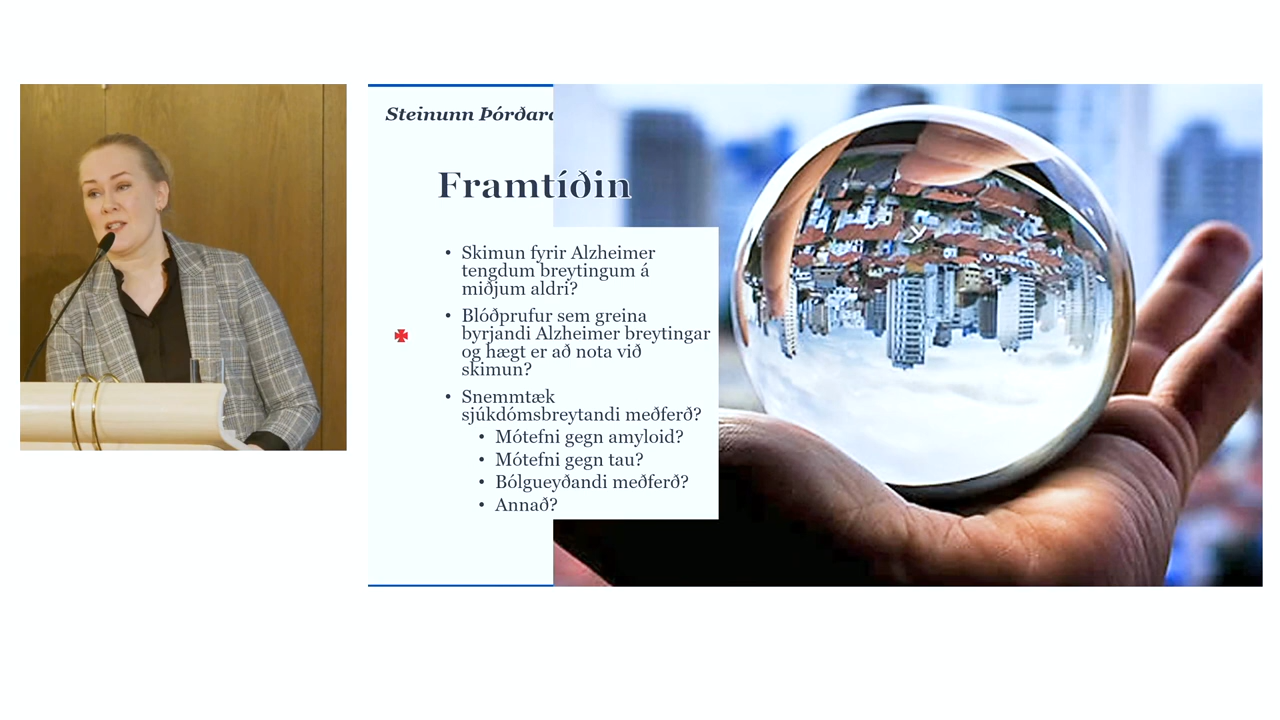 Steinunn
Framtíðin
• Skimun fyrir Alzheimer
tengdum breytingum á
miðjum aldri?
• Blóðprufur sem greina
byrjandi Alzheimer breytingar
og hægt er að nota við
skimun?
• Snemmtæk
sjúkdómsbreytandi meðferð?
• Mótefni gegn amyloid?
• Mótefni gegn tau?
• Bólgueyðandi meðferð?
• Annað?